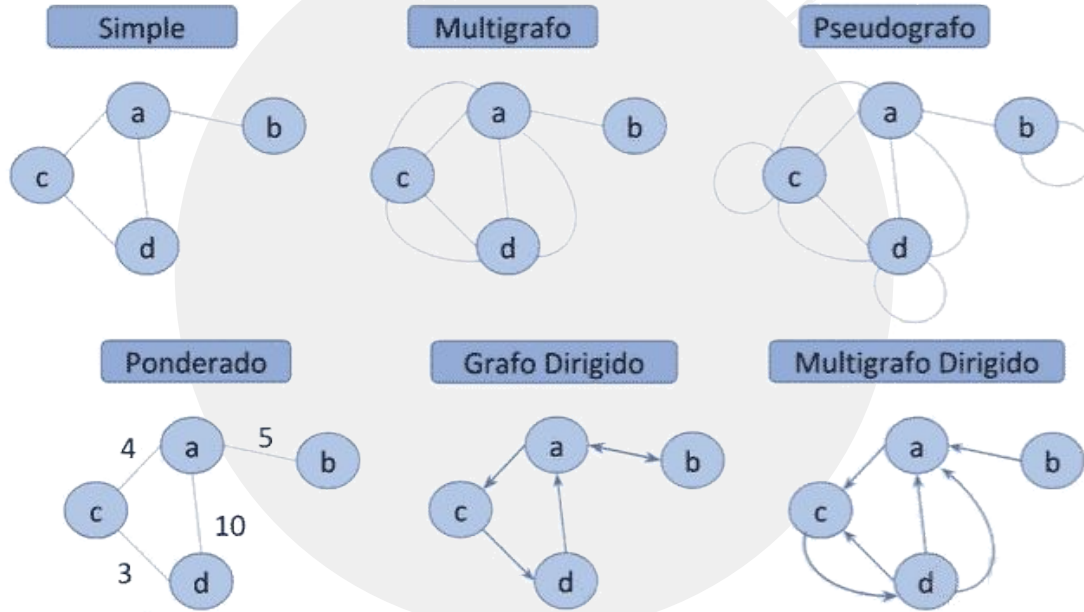 Simple
Multigrafo
Pseudografo
a
b
c
d
a
b
c
d
a
b
c
d
Ponderado
Grafo Dirigido
Multigrafo Dirigido
4
a
5
b
c
10
3
d
a
b
c
d
a
b
c
d